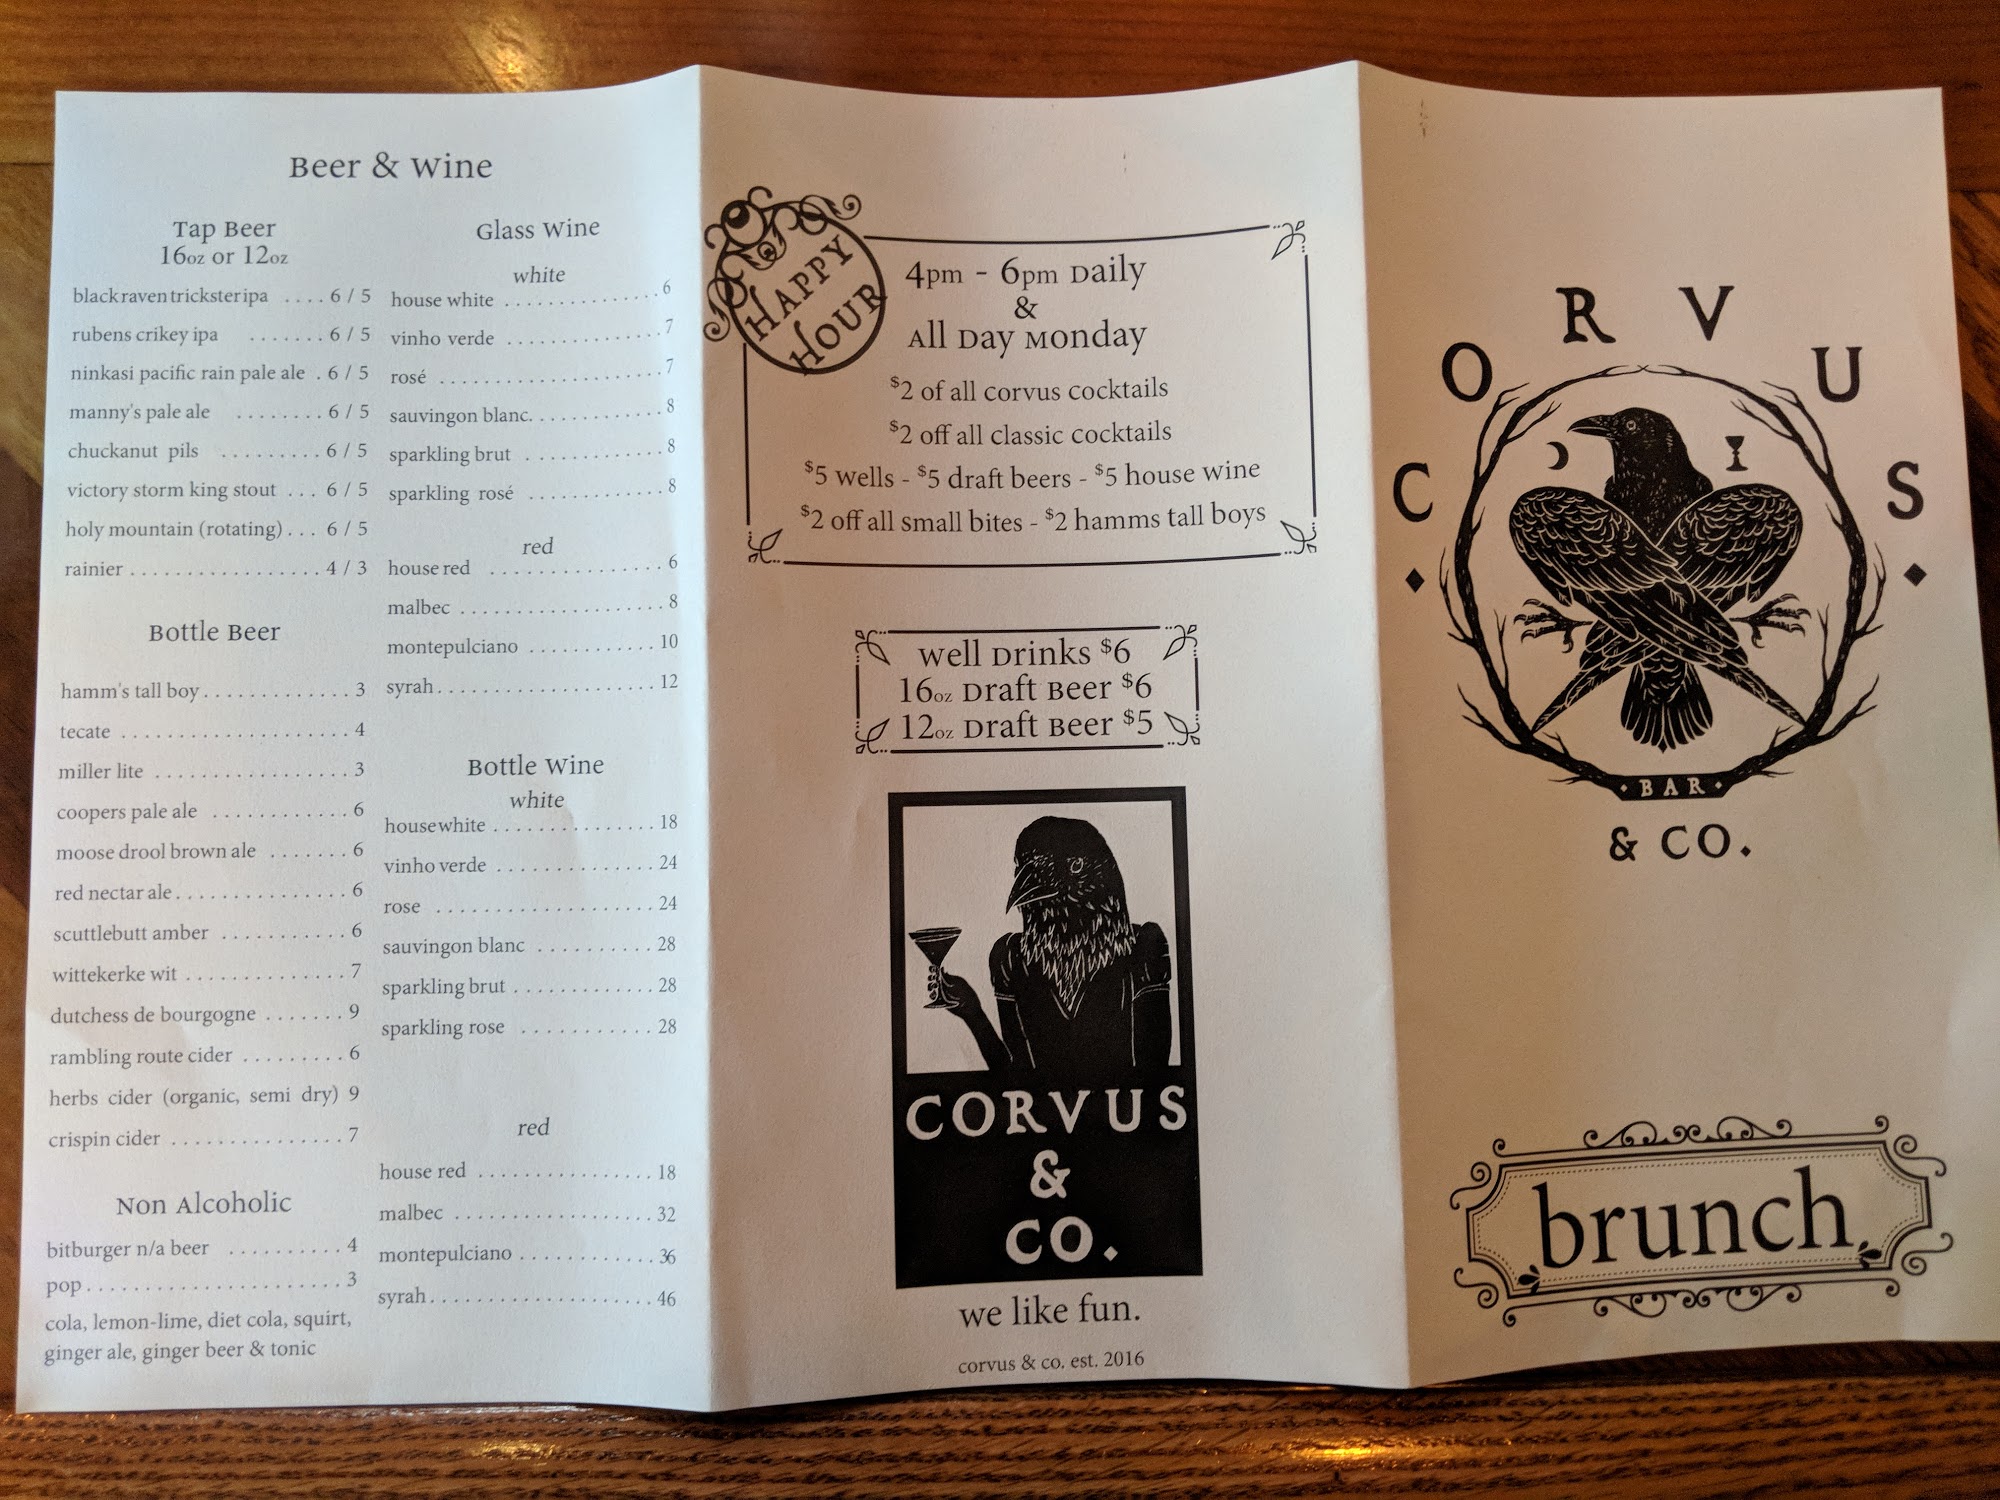 Beer & Wine
Tap Beer
16oz or 12oz
black raven trickster ipa .... 6 / 5
rubens crikey ipa ....... 6 / 5
ninkasi pacific rain pale ale . 6 / 5
manny's pale ale ........ 6 / 5
chuckanut pils ......... 6 / 5
victory storm king stout ... 6 / 5
holy mountain (rotating) ... 6 / 5
rainier .................. 4 / 3
Bottle Beer
hamm's tall boy ............. 3
tecate .................... 4
miller lite ................. 3
coopers pale ale ............ 6
moose drool brown ale ....... 6
red nectar ale ............... 6
scuttlebutt amber ........... 6
wittekerke wit .............. 7
dutchess de bourgogne ....... 9
rambling route cider ......... 6
herbs cider (organic, semi dry) 9
crispin cider ............... 7
Non Alcoholic
bitburger n/a beer .......... 4
pop ...................... 3
cola, lemon-lime, diet cola, squirt,
ginger ale, ginger beer & tonic
Glass Wine
white
house white ............... 6
vinho verde ............... 7
rosé ..................... 7
sauvingon blanc. ............ 8
sparkling brut ............. 8
sparkling rosé ............. 8
red
house red ................ 6
malbec ................... 8
montepulciano ............ 10
syrah ................... 12
Bottle Wine
white
house white ............... 18
vinho verde .............. 24
rose ................... 24
sauvingon blanc .......... 28
sparkling brut ............ 28
sparkling rose ........... 28
red
house red ............... 18
malbec ................. 32
montepulciano ............ 36
syrah .................... 46
HAPPY
HOUR
4pm - 6pm Daily
&
All Day Monday
$2 of all corvus cocktails
$2 off all classic cocktails
$5 wells - $5 draft beers - $5 house wine
$2 off all small bites - $2 hamms tall boys
Well Drinks $6
16oz Draft Beer $6
12oz Draft Beer $5
CORVUS
&
CO.
we like fun.
corvus & co. est. 2016
CORVUS
BAR
& CO.
brunch